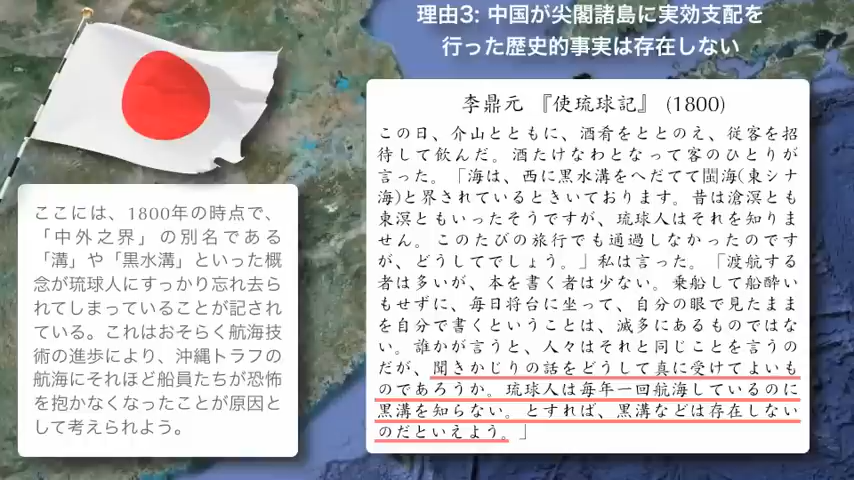 理由3: 中国が尖閣諸島に実効支配を
行った歴史的事実は存在しない
李鼎元 『使琉球記』 (1800)
この日、介山とともに、酒肴をととのえ、従客を招
待して飲んだ。酒たけなわとなって客のひとりが
言った。「海は、西に黒水溝をへだてて閩海(東シナ
海)と界されているときいております。昔は滄溟とも
東溟ともいったそうですが、琉球人はそれを知りま
せん。このたびの旅行でも通過しなかったのです
が、どうしてでしょう。」私は言った。「渡航する
者は多いが、本を書く者は少ない。乗船して船酔い
もせずに、毎日将台に坐って、自分の眼で見たまま
を自分で書くということは、滅多にあるものではな
い。誰かが言うと、人々はそれと同じことを言うの
だが、聞きかじりの話をどうして真に受けてよいも
のであろうか。琉球人は毎年一回航海しているのに
黒溝を知らない。とすれば、黒溝などは存在しない
のだといえよう。」
ここには、1800年の時点で、
「中外之界」の別名である
「溝」や「黒水溝」といった概
念が琉球人にすっかり忘れ去ら
れてしまっていることが記され
ている。これはおそらく航海技
術の進歩により、沖縄トラフの
航海にそれほど船員たちが恐怖
を抱かなくなったことが原因と
して考えられよう。